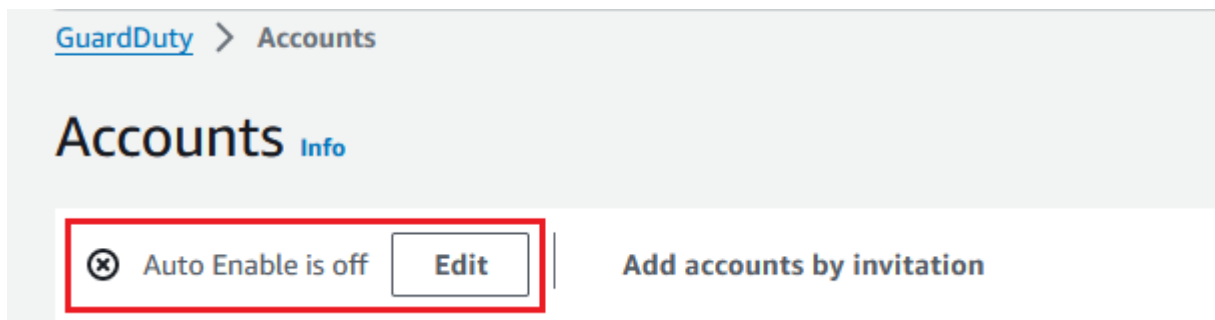 GuardDuty > Accounts
Accounts Info
Auto Enable is off Edit Add accounts by invitation